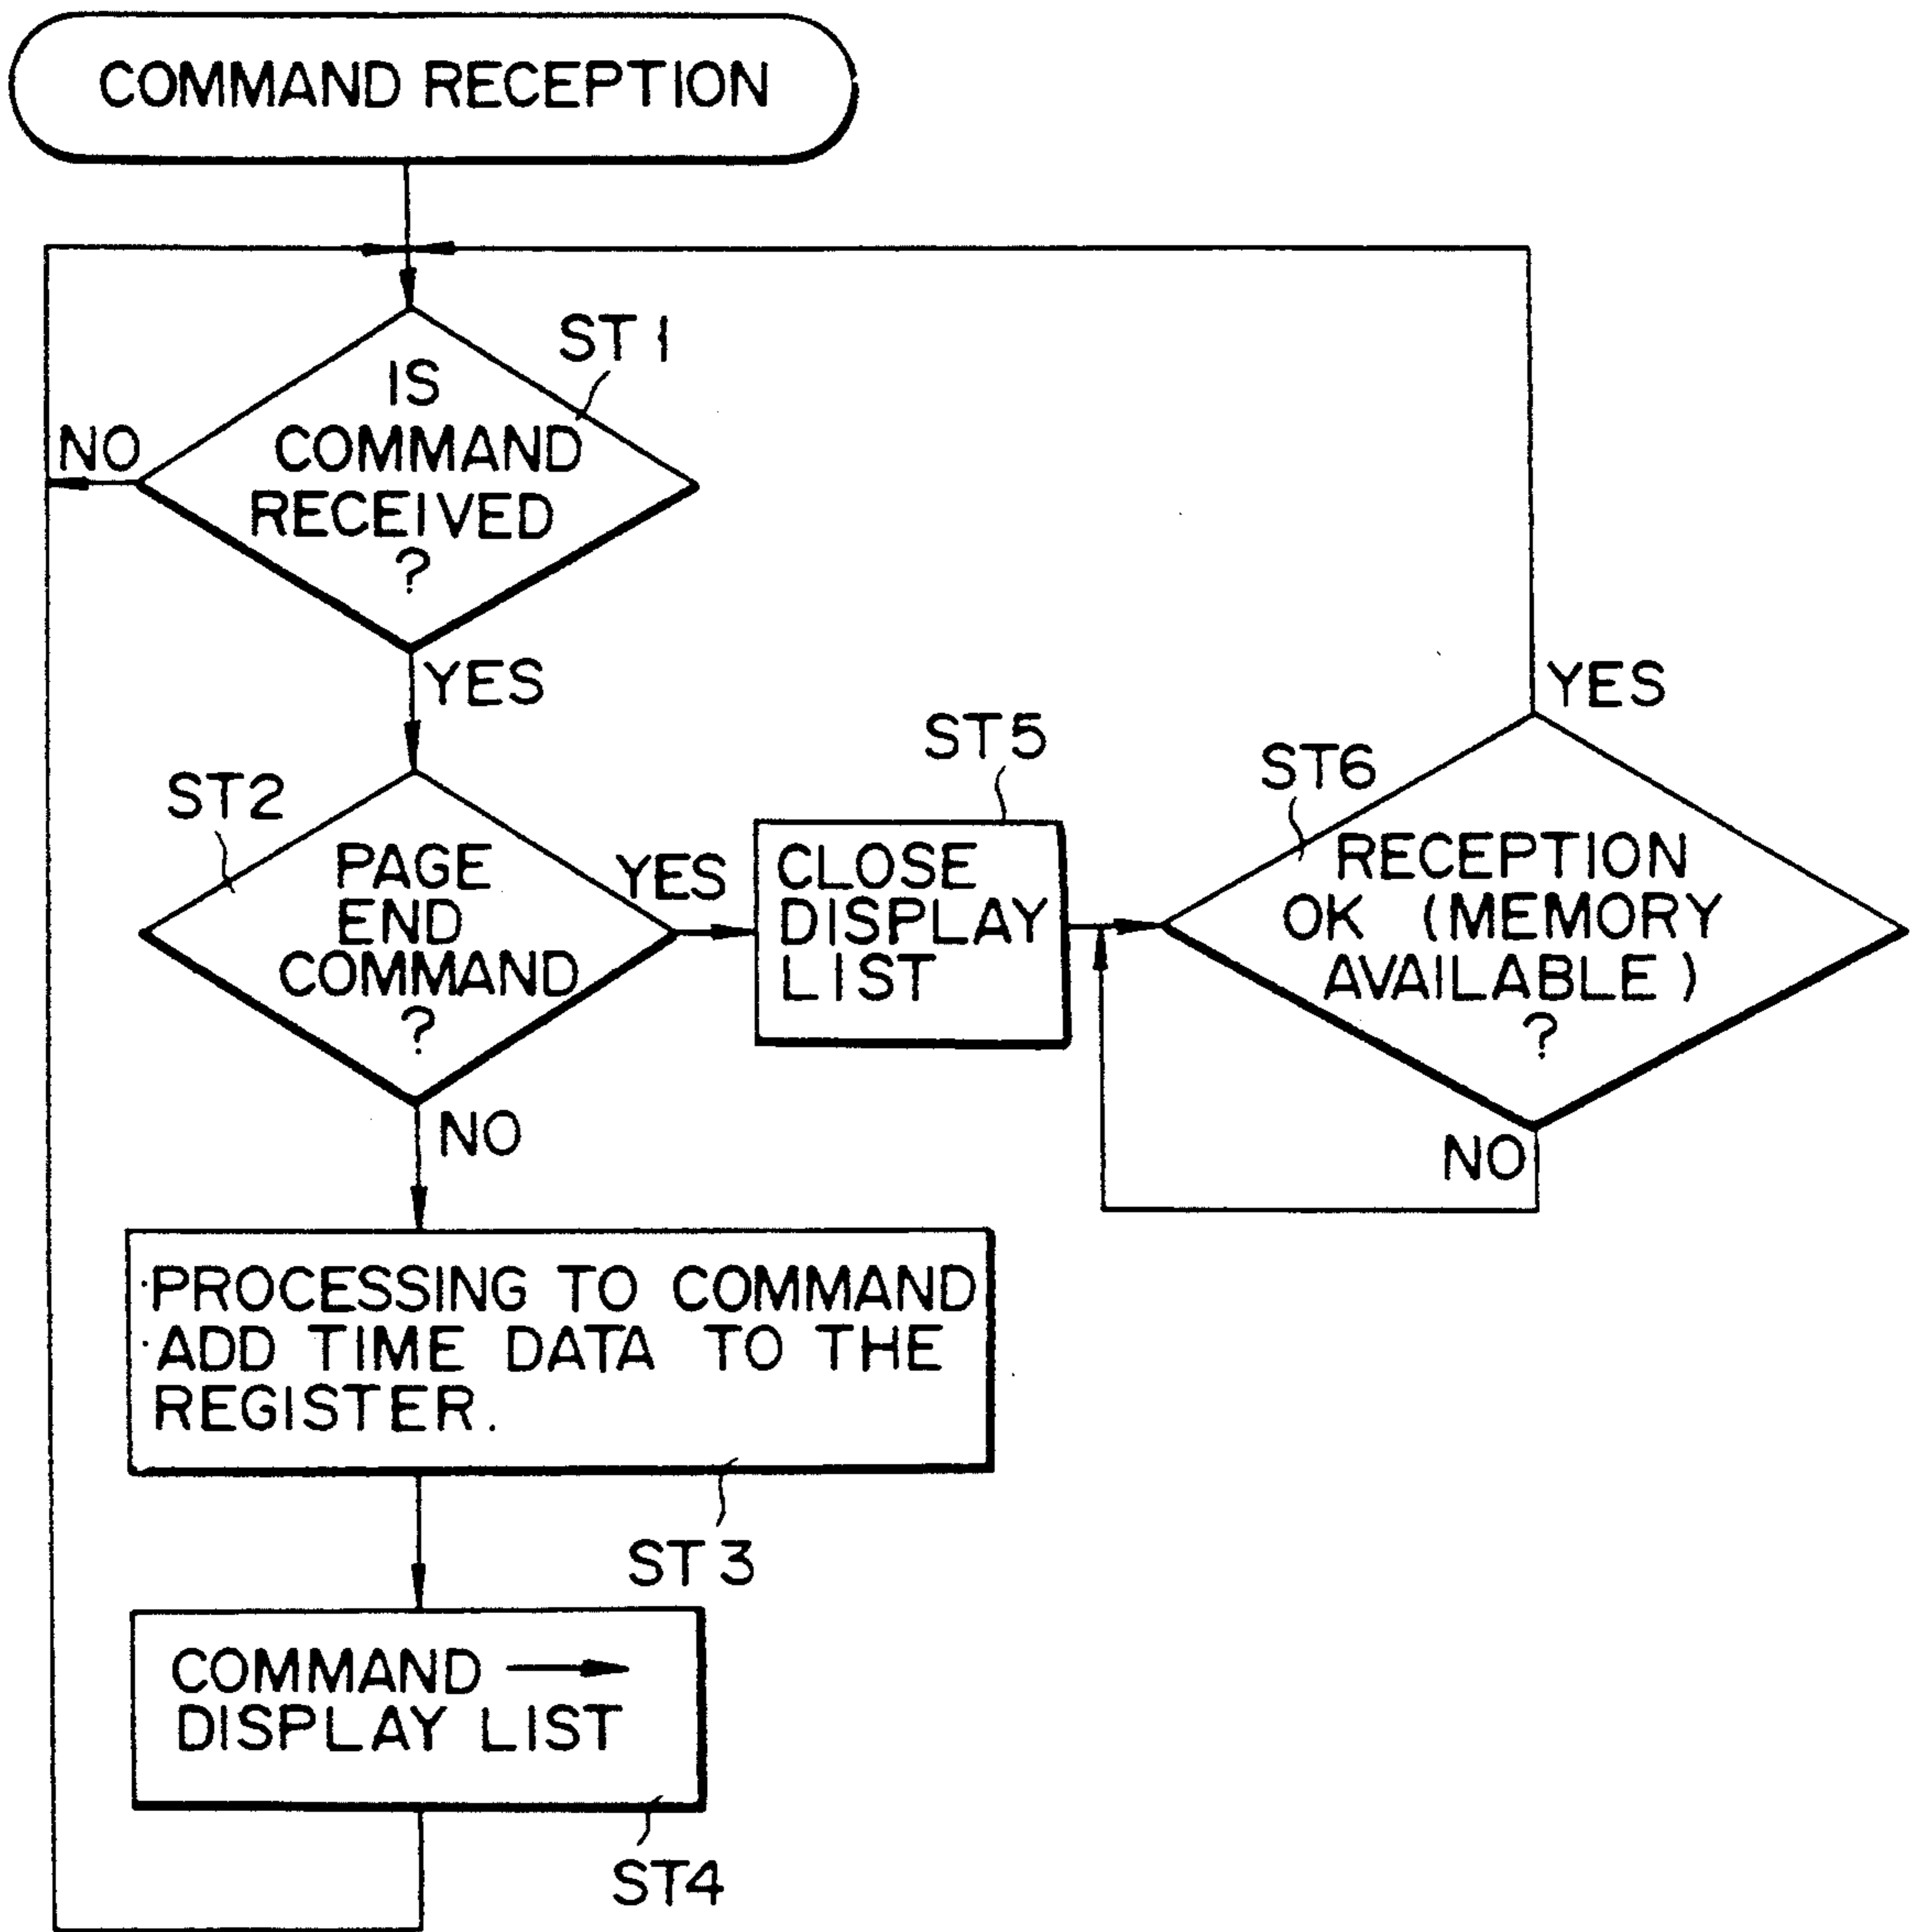 COMMAND RECEPTION
ST1
IS
COMMAND
RECEIVED
?
NO
YES
ST2
PAGE
END
COMMAND
?
YES
NO
ST5
CLOSE
DISPLAY
LIST
ST6
RECEPTION
OK (MEMORY
AVAILABLE)
?
YES
NO
·PROCESSING TO COMMAND
·ADD TIME DATA TO THE
REGISTER.
ST3
COMMAND →
DISPLAY LIST
ST4